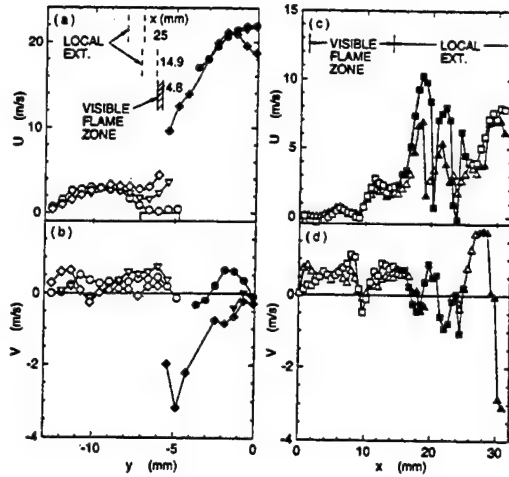 (a)
x (mm)
25
LOCAL
EXT.
14.9
4.8
VISIBLE
FLAME
ZONE
20
10
0
U (m/s)
(c)
VISIBLE
FLAME
ZONE
LOCAL
EXT.
15
10
5
0
U (m/s)
(b)
0
-2
-4
V (m/s)
-10
-5
0
y (mm)
(d)
2
0
-2
-4
V (m/s)
0
10
20
30
x (mm)